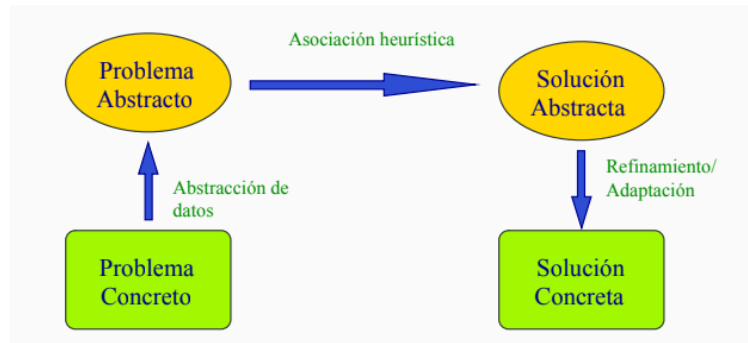 Asociación heurística
Problema
Abstracto
Solución
Abstracta
Abstracción de
datos
Refinamiento/
Adaptación
Problema
Concreto
Solución
Concreta